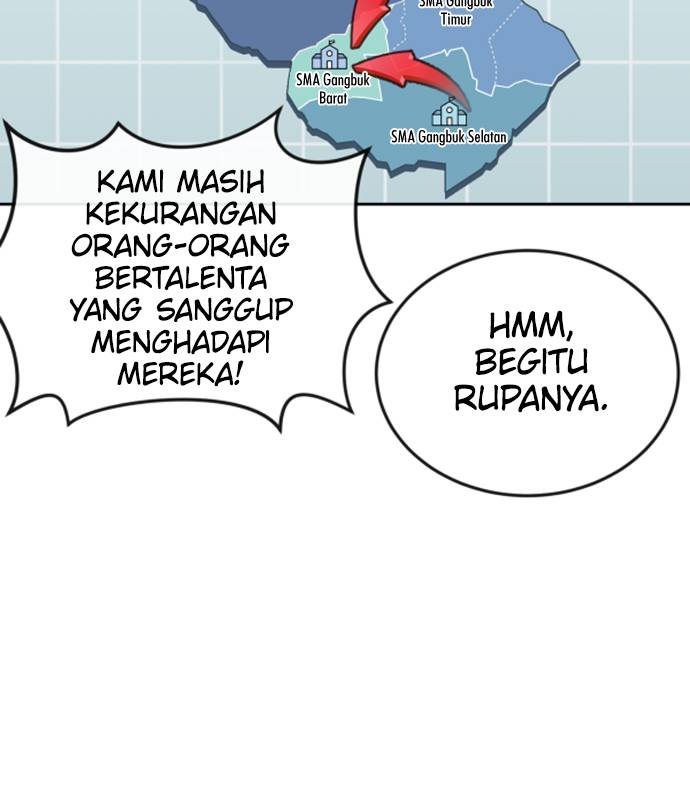 SMA Gangbuk
Timur
SMA Gangbuk
Barat
SMA Gangbuk Selatan
KAMI MASIH
KEKURANGAN
ORANG-ORANG
BERTALENTA
YANG SANGGUP
MENGHADAPI
MEREKA!
HMM,
BEGITU
RUPANYA.